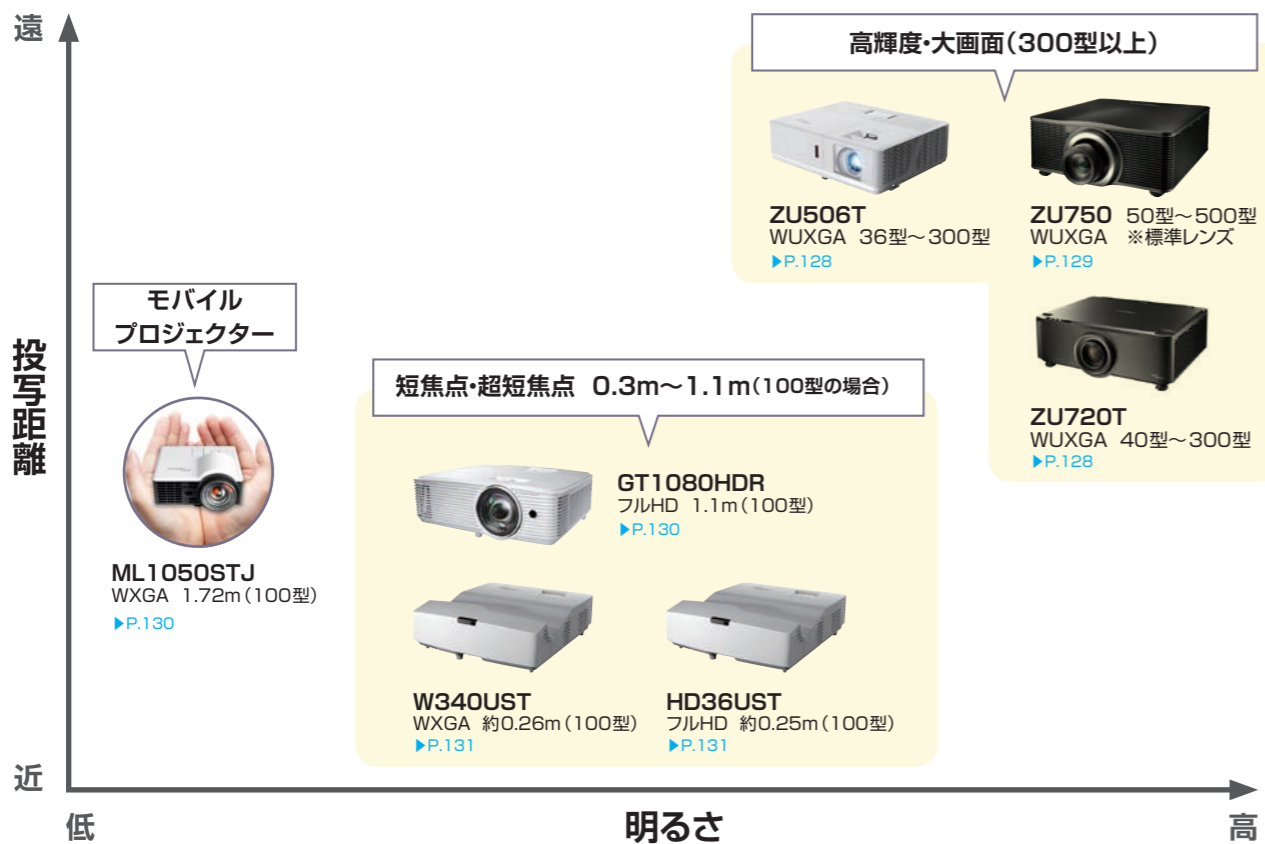 遠
高輝度・大画面(300型以上)
ZU506T
WUXGA 36型～300型
▶P.128
ZU750 50型～500型
WUXGA ※標準レンズ
▶P.129
ZU720T
WUXGA 40型～300型
▶P.128
モバイル
プロジェクター
ML1050STJ
WXGA 1.72m(100型)
▶P.130
短焦点・超短焦点 0.3m～1.1m(100型の場合)
GT1080HDR
フルHD 1.1m(100型)
▶P.130
W340UST
WXGA 約0.26m(100型)
▶P.131
HD36UST
フルHD 約0.25m(100型)
▶P.131
投写距離
近
低
明るさ
高